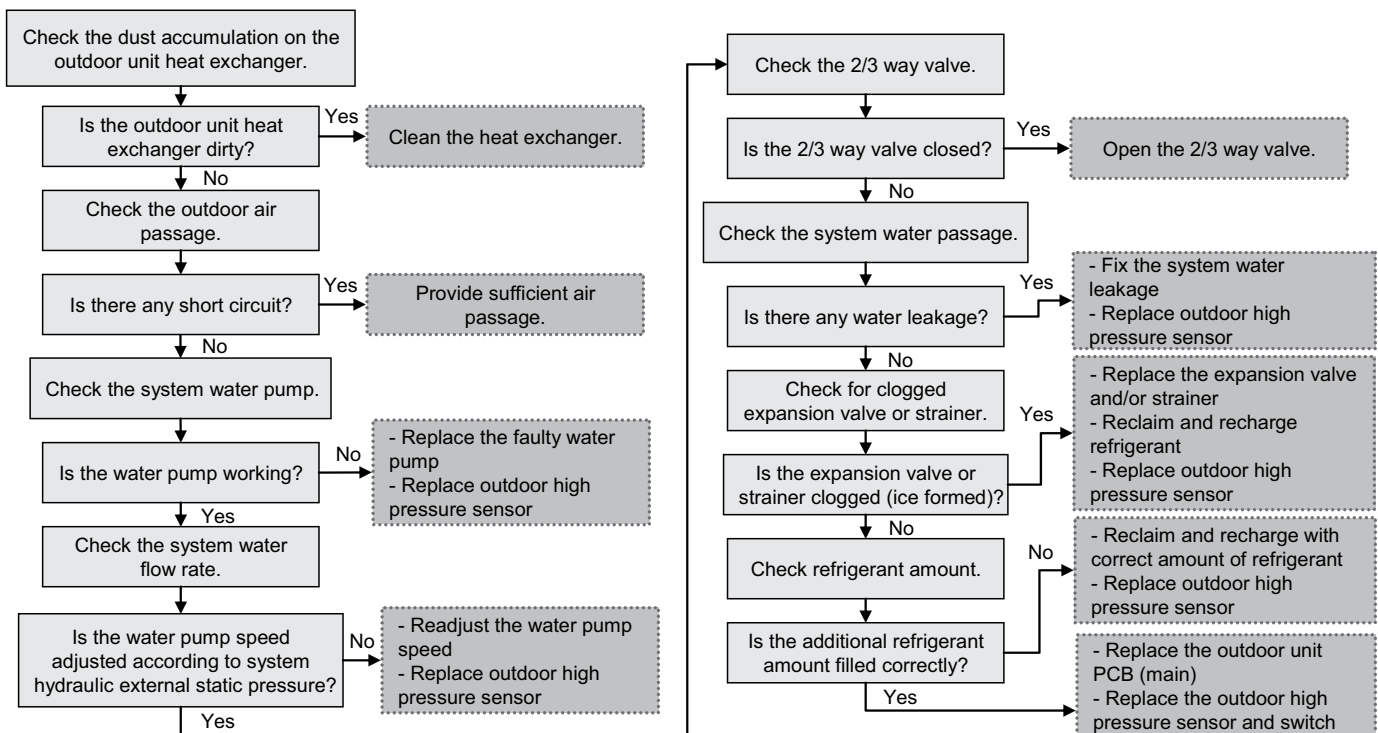 Check the dust accumulation on the
outdoor unit heat exchanger.
Is the outdoor unit heat
exchanger dirty?
Yes
Clean the heat exchanger.
No
Check the outdoor air
passage.
Is there any short circuit?
Yes
Provide sufficient air
passage.
No
Check the system water pump.
Is the water pump working?
No
- Replace the faulty water
pump
- Replace outdoor high
pressure sensor
Yes
Check the system water
flow rate.
Is the water pump speed
adjusted according to system
hydraulic external static pressure?
No
- Readjust the water pump
speed
- Replace outdoor high
pressure sensor
Yes
Check the 2/3 way valve.
Is the 2/3 way valve closed?
Yes
Open the 2/3 way valve.
No
Check the system water passage.
Is there any water leakage?
Yes
- Fix the system water
leakage
- Replace outdoor high
pressure sensor
No
Check for clogged
expansion valve or strainer.
Is the expansion valve or
strainer clogged (ice formed)?
Yes
- Replace the expansion valve
and/or strainer
- Reclaim and recharge
refrigerant
- Replace outdoor high
pressure sensor
No
Check refrigerant amount.
Is the additional refrigerant
amount filled correctly?
No
- Reclaim and recharge with
correct amount of refrigerant
- Replace outdoor high
pressure sensor
Yes
- Replace the outdoor unit
PCB (main)
- Replace the outdoor high
pressure sensor and switch